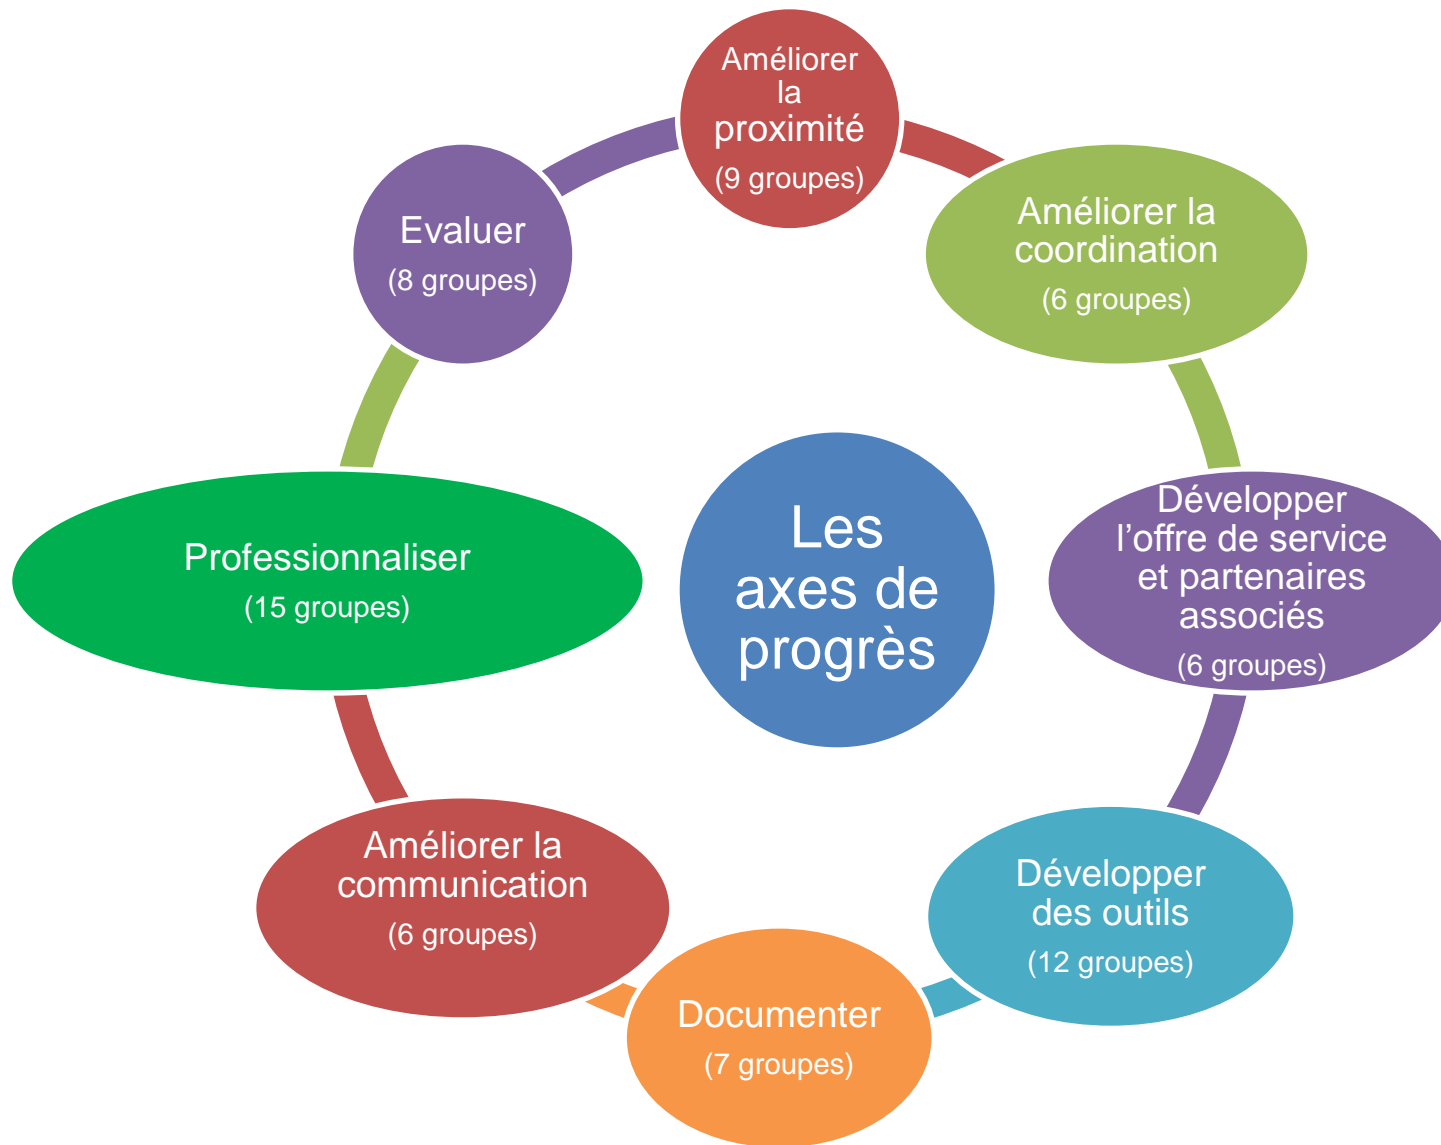 Améliorer
la
proximité
(9 groupes)
Améliorer la
coordination
(6 groupes)
Développer
l’offre de service
et partenaires
associés
(6 groupes)
Développer
des outils
(12 groupes)
Documenter
(7 groupes)
Améliorer la
communication
(6 groupes)
Professionnaliser
(15 groupes)
Evaluer
(8 groupes)
Les
axes de
progrès